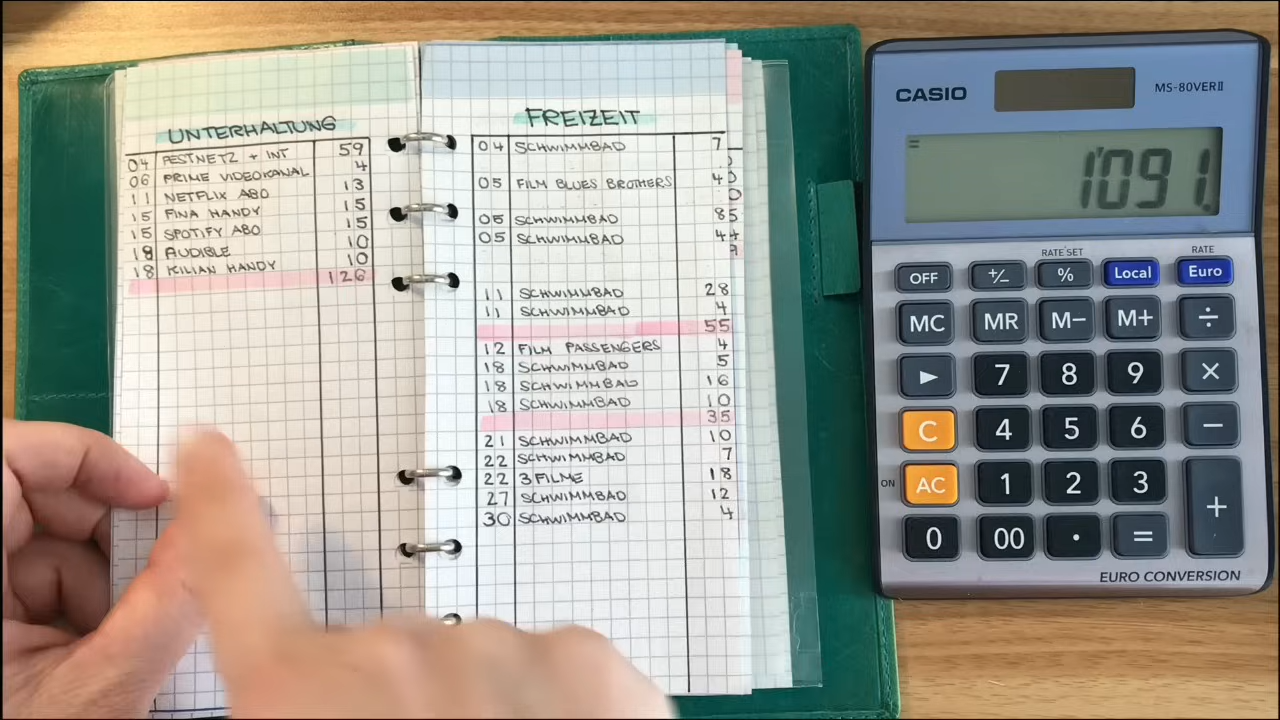 UNTERHALTUNG
04 FESTNETZ + INT 59
06 PRIME VIDEOKANAL 4
11 NETFLIX ABO 13
15 FINA HANDY 15
15 SPOTIFY ABO 15
18 AUDIBLE 10
18 KILIAN HANDY 10
126
FREIZEIT
04 SCHWIMMBAD 7
05 FILM BLUES BROTHERS 4
05 SCHWIMMBAD 8
05 SCHWIMMBAD 4
11 SCHWIMMBAD 28
11 SCHWIMMBAD 4
55
12 FILM PASSENGERS 4
18 SCHWIMMBAD 5
18 SCHWIMMBAD 16
18 SCHWIMMBAD 10
35
21 SCHWIMMBAD 10
22 SCHWIMMBAD 7
22 3 FILME 18
27 SCHWIMMBAD 12
30 SCHWIMMBAD 4
CASIO
MS-80VERII
=
1'091.
RATE SET RATE
OFF +/− % Local Euro
MC MR M− M+ ÷
► 7 8 9 ×
C 4 5 6 −
ON AC 1 2 3 +
0 00 · =
EURO CONVERSION